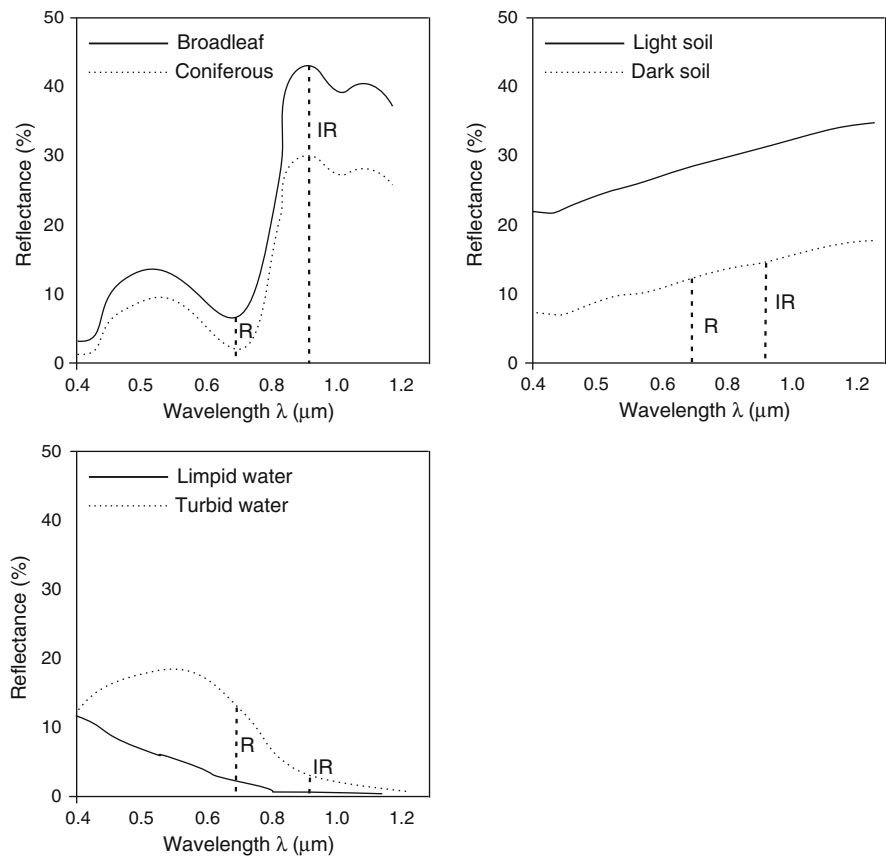 50
40
30
20
10
0
Reflectance (%)
Broadleaf
Coniferous
IR
R
0.4 0.5 0.6 0.8 1.0 1.2
Wavelength λ (μm)
50
40
30
20
10
0
Reflectance (%)
Light soil
Dark soil
R
IR
0.4 0.5 0.6 0.8 1.0 1.2
Wavelength λ (μm)
50
40
30
20
10
0
Reflectance (%)
Limpid water
Turbid water
R
IR
0.4 0.5 0.6 0.8 1.0 1.2
Wavelength λ (μm)